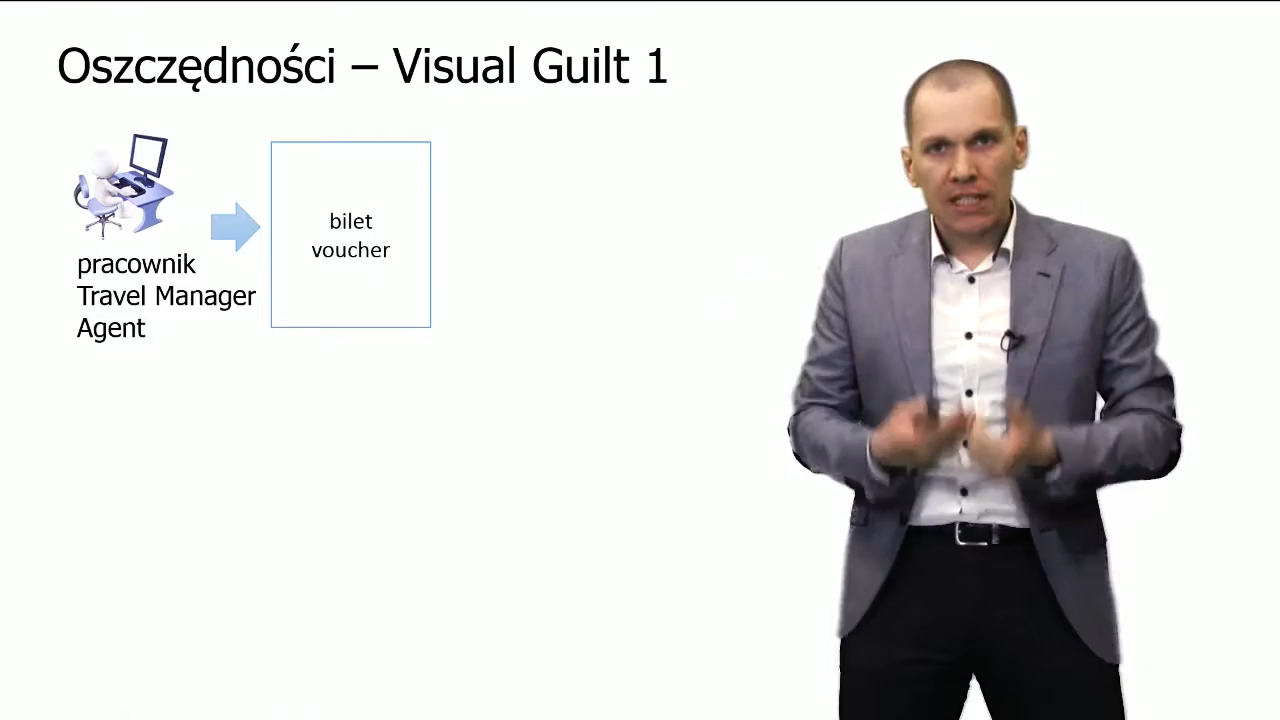 Oszczędności – Visual Guilt 1
bilet
voucher
pracownik
Travel Manager
Agent